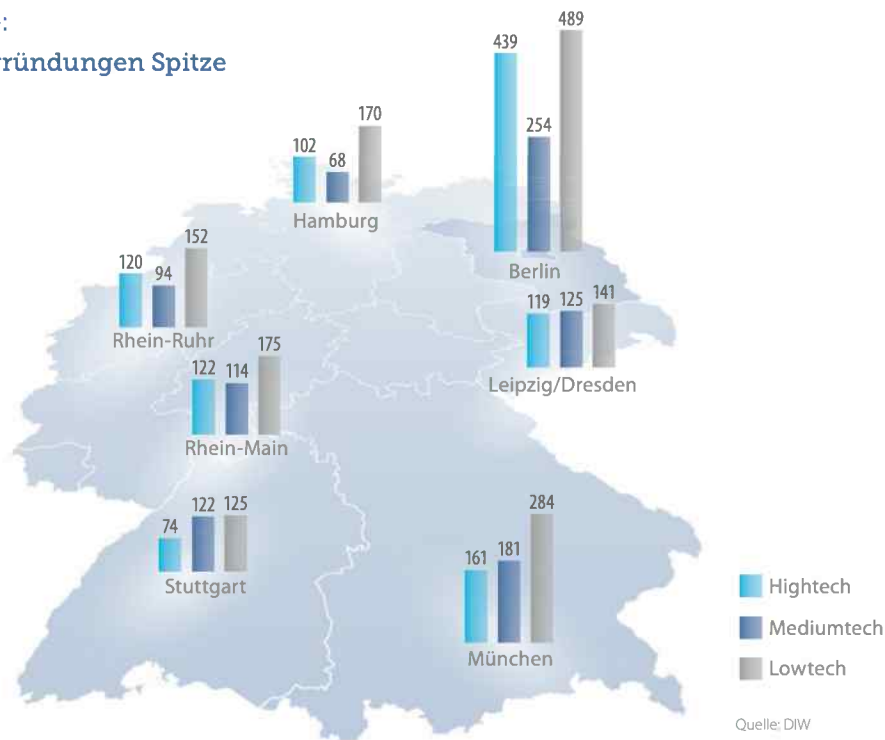 :
ründungen Spitze
439
254
489
Berlin
102
68
170
Hamburg
120
94
152
Rhein-Ruhr
119
125
141
Leipzig/Dresden
122
114
175
Rhein-Main
74
122
125
Stuttgart
161
181
284
München
Hightech
Mediumtech
Lowtech
Quelle: DIW